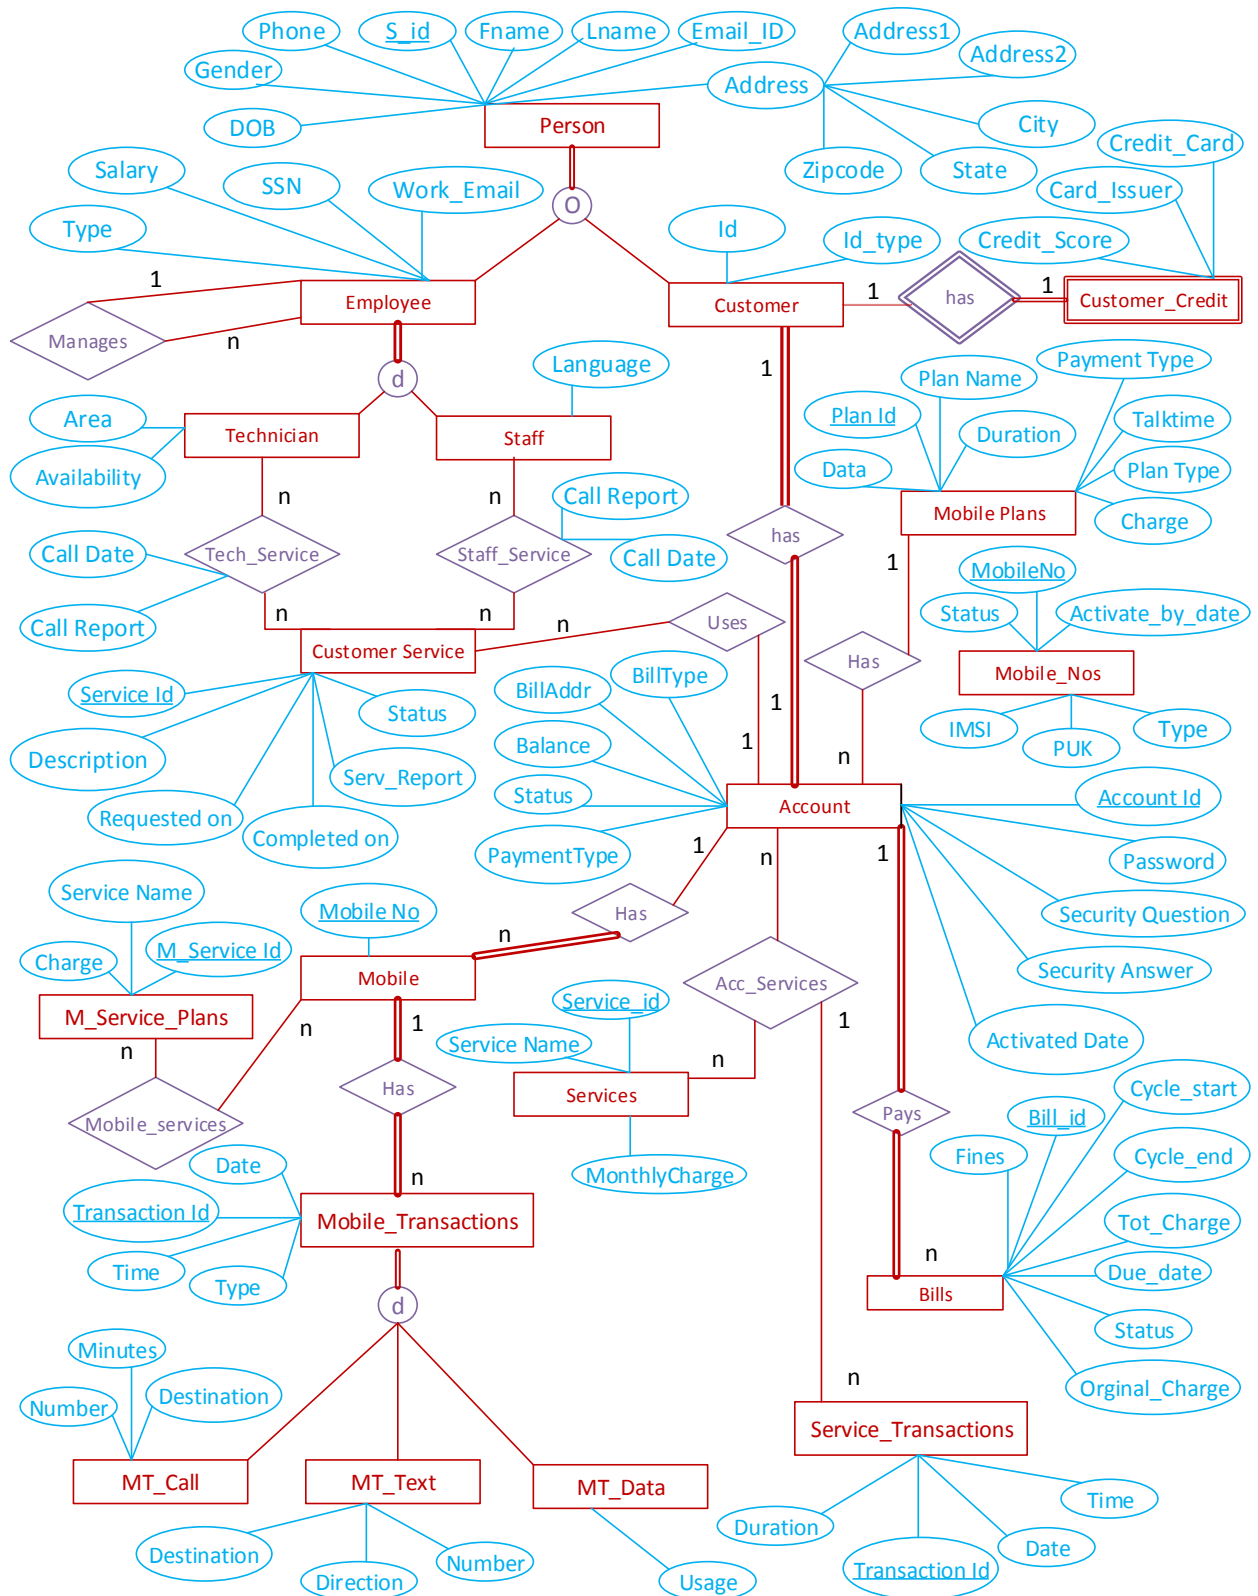 Phone
S_id
Fname
Lname
Email_ID
Address1
Address2
Gender
Address
DOB
Person
City
Credit_Card
Zipcode
State
Salary
SSN
Work_Email
O
Card_Issuer
Type
Id
Id_type
Credit_Score
1
Employee
Customer
1
has
1
Customer_Credit
Manages
n
1
d
Language
Payment Type
Plan Name
Area
Technician
Staff
Plan Id
Duration
Talktime
Availability
Data
Plan Type
n
n
Call Report
Mobile Plans
Charge
Call Date
Tech_Service
Staff_Service
Call Date
has
1
MobileNo
Call Report
n
n
n
Uses
Status
Activate_by_date
Customer Service
Has
Mobile_Nos
Service Id
Status
BillAddr
BillType
1
IMSI
PUK
Type
Description
Serv_Report
Balance
1
n
Requested on
Completed on
Status
Account
Account Id
PaymentType
1
n
1
Password
Service Name
Mobile No
Has
Security Question
n
Charge
M_Service Id
Mobile
Acc_Services
Security Answer
M_Service_Plans
n
1
Service_id
1
Activated Date
n
Service Name
n
Has
Services
Cycle_start
Mobile_services
Pays
Bill_id
Date
Fines
Cycle_end
n
MonthlyCharge
Transaction Id
Mobile_Transactions
Tot_Charge
Time
Type
n
Due_date
d
Bills
Status
Minutes
Number
Destination
n
Orginal_Charge
Service_Transactions
MT_Call
MT_Text
MT_Data
Time
Duration
Date
Destination
Direction
Number
Usage
Transaction Id